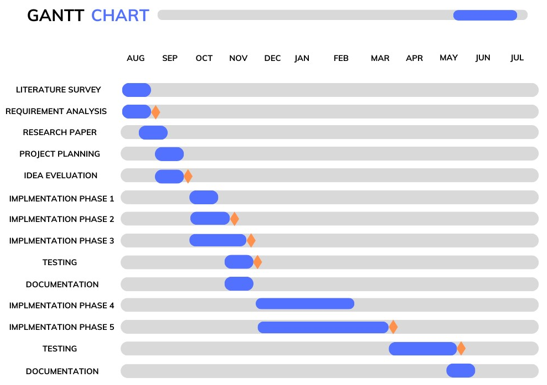 GANTT CHART
AUG SEP OCT NOV DEC JAN FEB MAR APR MAY JUN JUL
LITERATURE SURVEY
REQUIREMENT ANALYSIS
RESEARCH PAPER
PROJECT PLANNING
IDEA EVELUATION
IMPLMENTATION PHASE 1
IMPLMENTATION PHASE 2
IMPLMENTATION PHASE 3
TESTING
DOCUMENTATION
IMPLMENTATION PHASE 4
IMPLMENTATION PHASE 5
TESTING
DOCUMENTATION